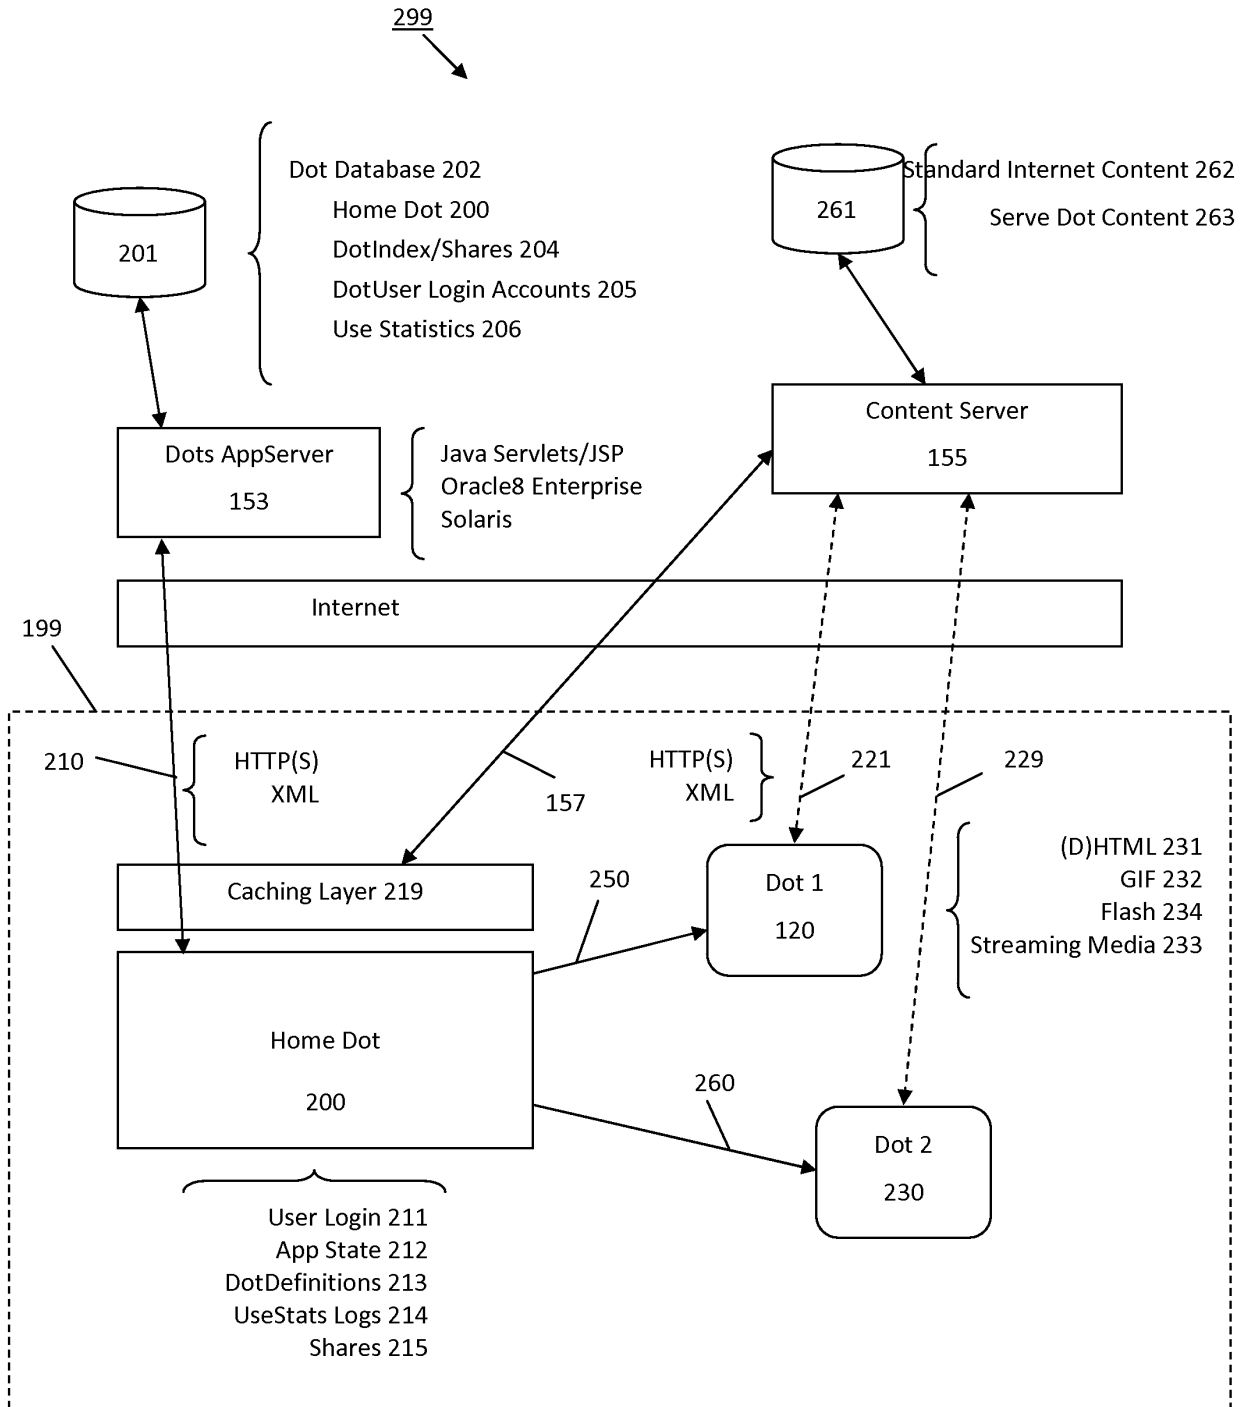 299
Dot Database 202
Home Dot 200
DotIndex/Shares 204
DotUser Login Accounts 205
Use Statistics 206
201
261
Standard Internet Content 262
Serve Dot Content 263
Dots AppServer
153
Java Servlets/JSP
Oracle8 Enterprise
Solaris
Content Server
155
Internet
199
210
HTTP(S)
XML
157
HTTP(S)
XML
221
229
(D)HTML 231
GIF 232
Flash 234
Streaming Media 233
Caching Layer 219
250
Dot 1
120
Home Dot
200
260
Dot 2
230
User Login 211
App State 212
DotDefinitions 213
UseStats Logs 214
Shares 215